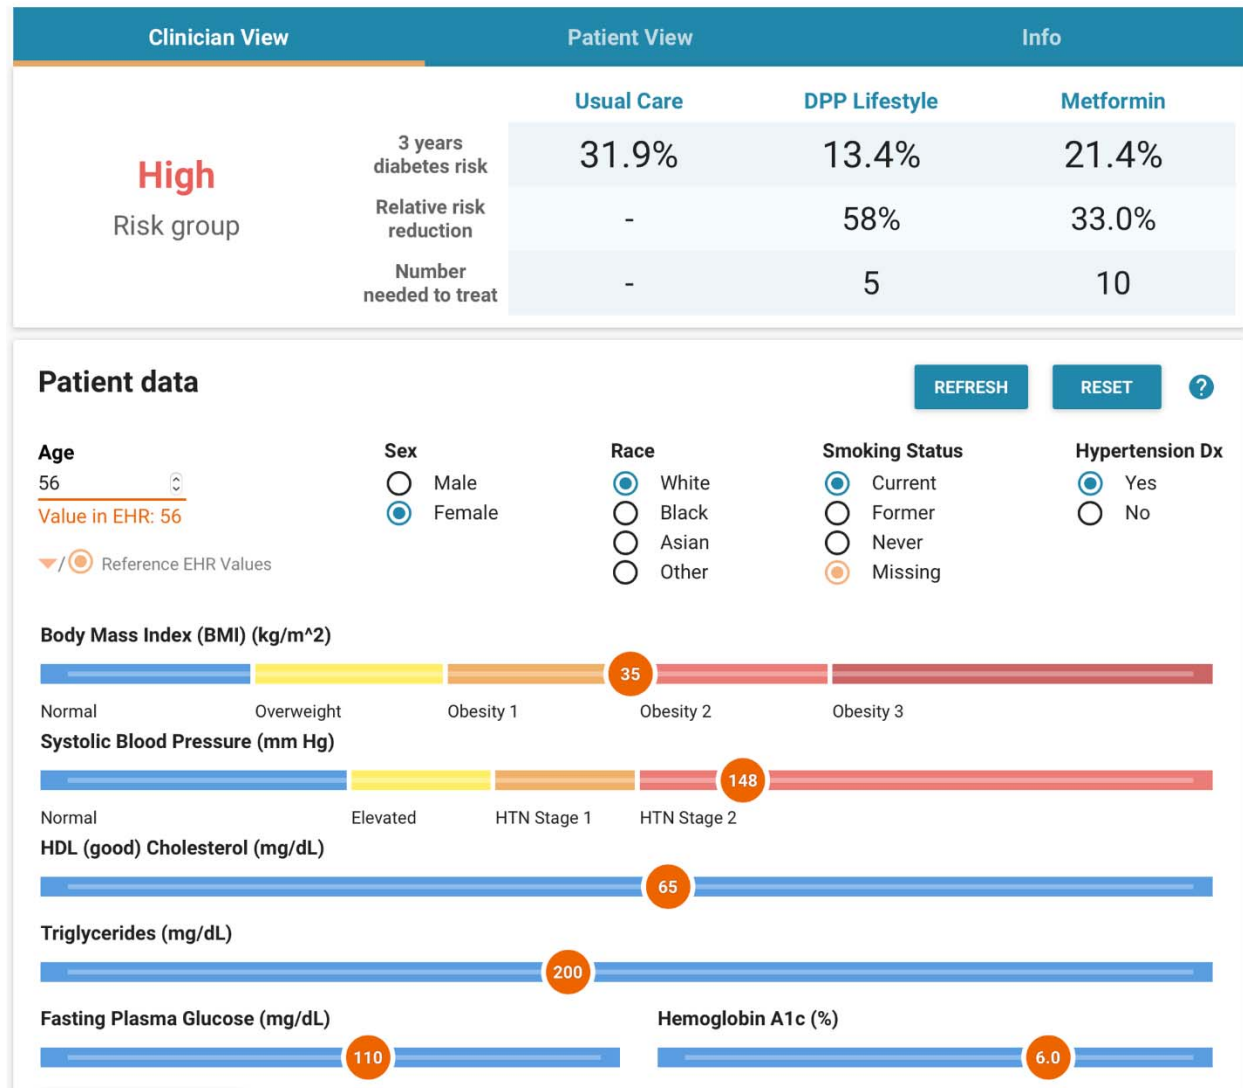 Clinician View Patient View Info
Usual Care DPP Lifestyle Metformin
High
Risk group
3 years
diabetes risk
31.9% 13.4% 21.4%
Relative risk
reduction
- 58% 33.0%
Number
needed to treat
- 5 10
Patient data
REFRESH RESET ?
Age
56
Value in EHR: 56
/ Reference EHR Values
Sex
Male
Female
Race
White
Black
Asian
Other
Smoking Status
Current
Former
Never
Missing
Hypertension Dx
Yes
No
Body Mass Index (BMI) (kg/m^2)
35
Normal Overweight Obesity 1 Obesity 2 Obesity 3
Systolic Blood Pressure (mm Hg)
148
Normal Elevated HTN Stage 1 HTN Stage 2
HDL (good) Cholesterol (mg/dL)
65
Triglycerides (mg/dL)
200
Fasting Plasma Glucose (mg/dL) Hemoglobin A1c (%)
110 6.0